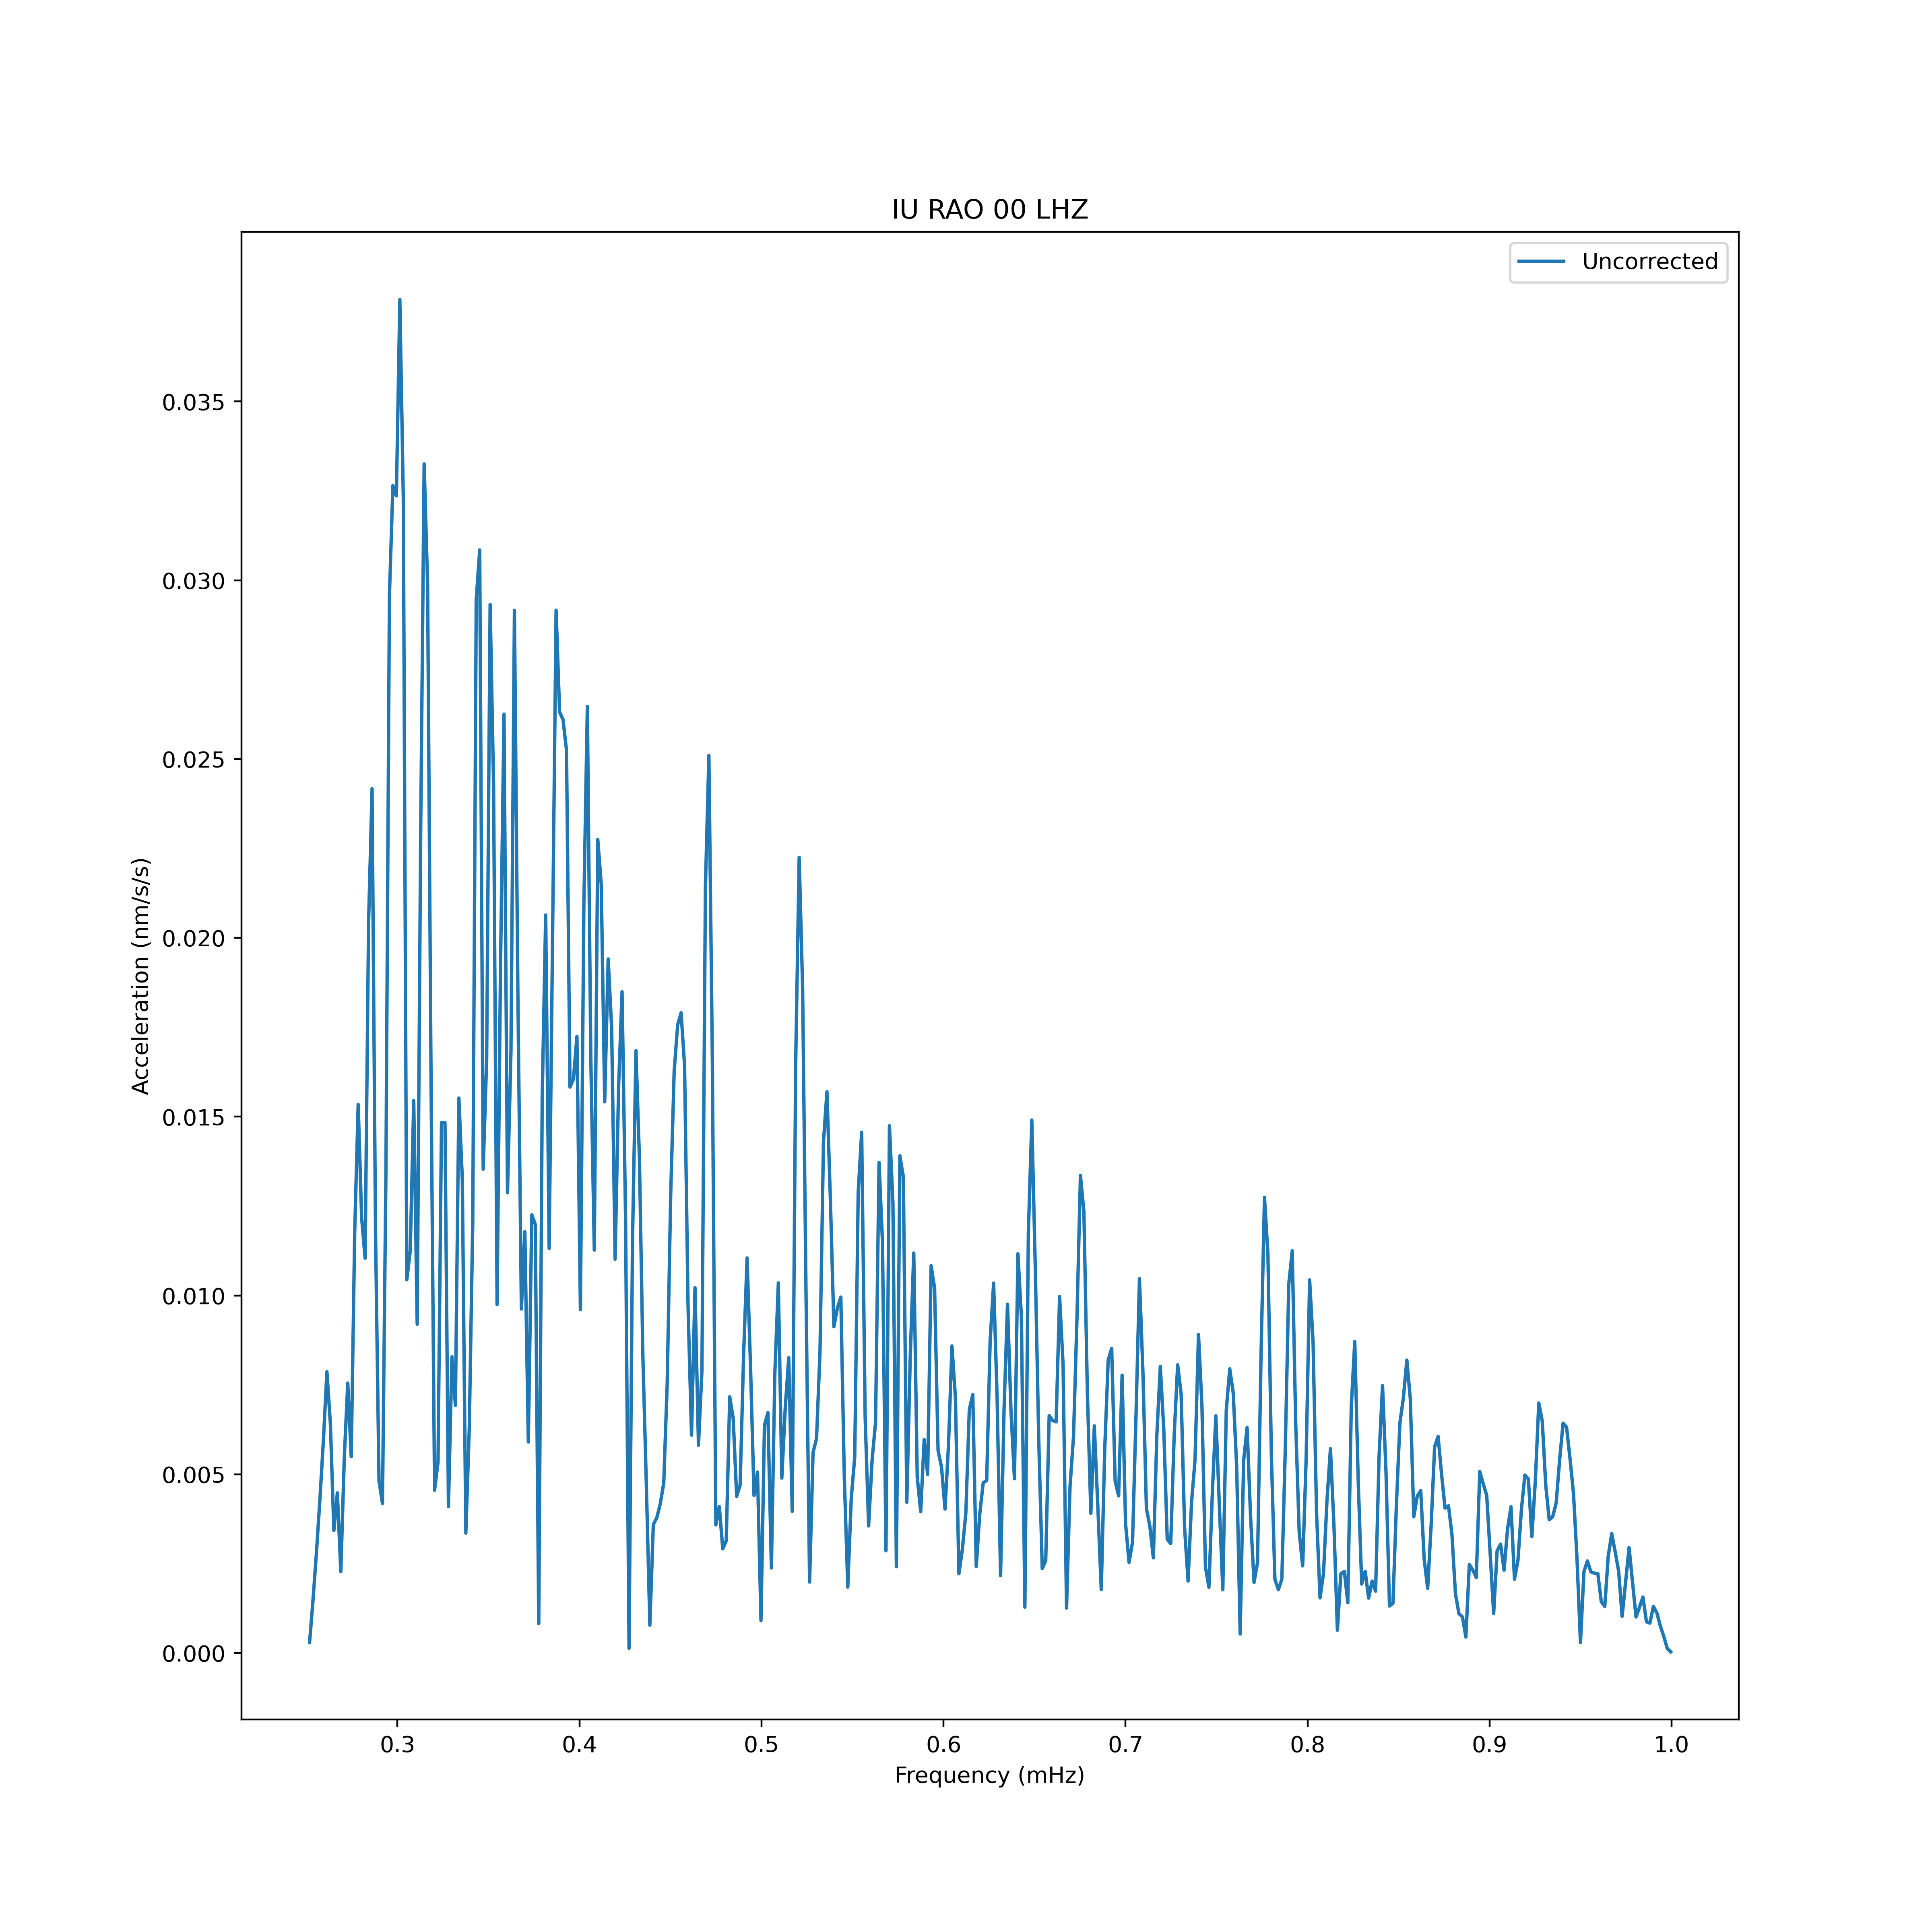 IU RAO 00 LHZ
Uncorrected
Acceleration (nm/s/s)
0.035
0.030
0.025
0.020
0.015
0.010
0.005
0.000
0.3 0.4 0.5 0.6 0.7 0.8 0.9 1.0
Frequency (mHz)